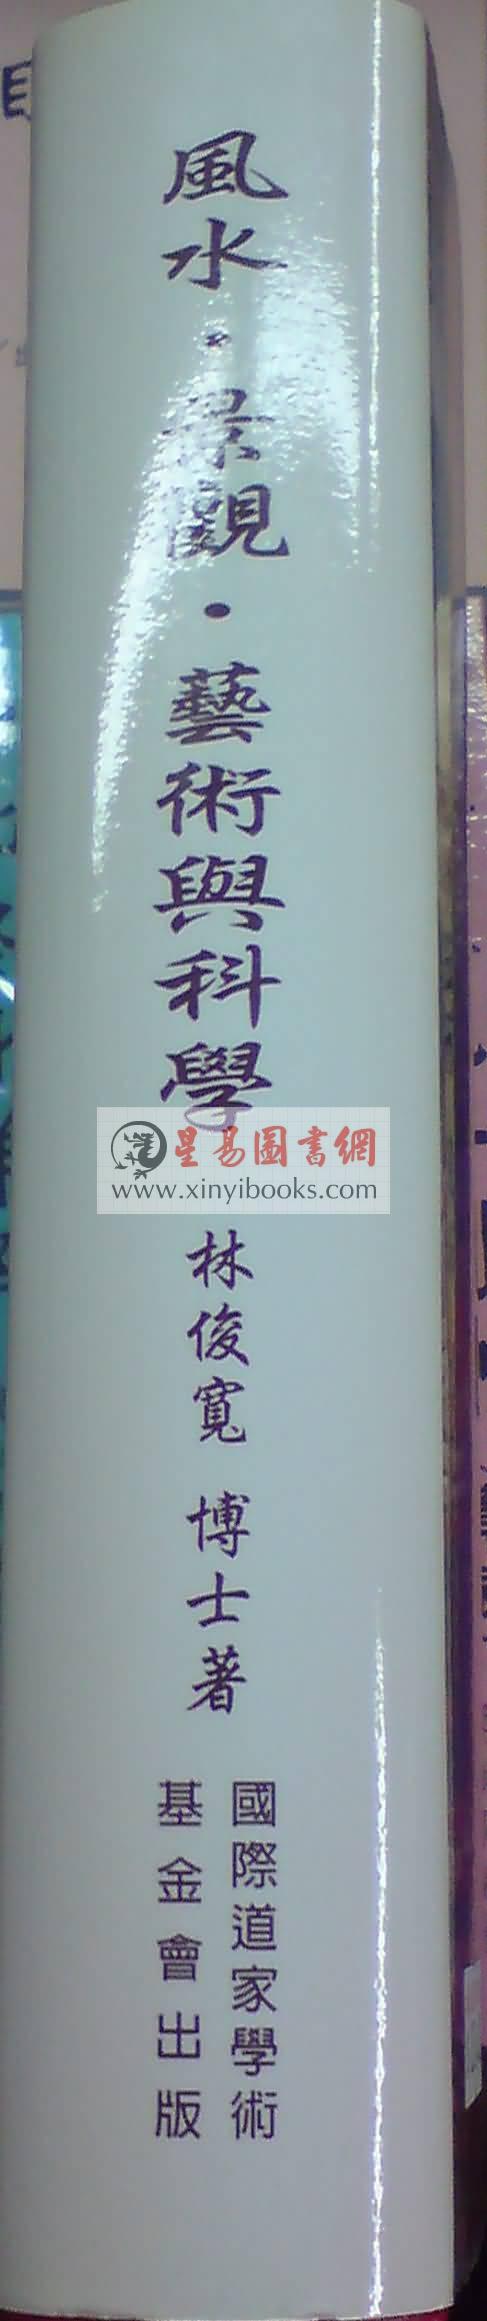 風水·景觀·藝術與科學
星易圖書網
www.xinyibooks.com
林俊寬 博士著
國際道家學術
基金會出版